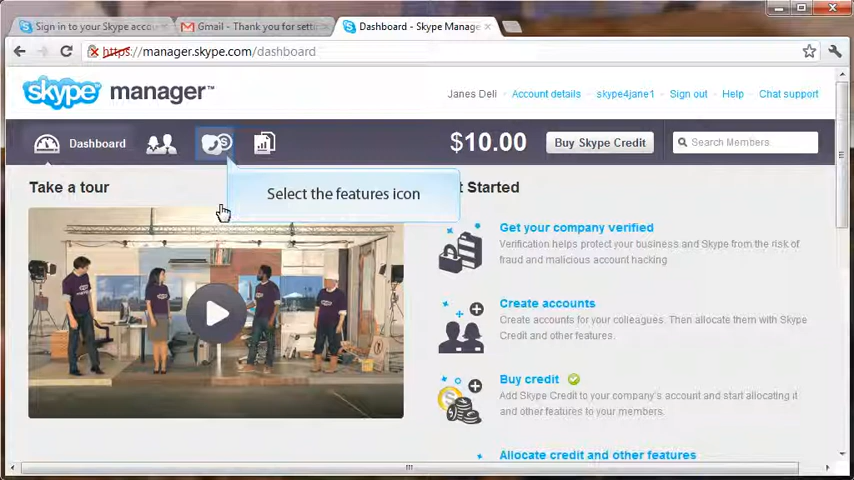 Sign in to your Skype accou
Gmail - Thank you for setti
Dashboard - Skype Manage
https://manager.skype.com/dashboard
skype manager™
Janes Deli
Account details
skype4jane1
Sign out
Help
Chat support
Dashboard
$10.00
Buy Skype Credit
Search Members
Select the features icon
Take a tour
t Started
Get your company verified
Verification helps protect your business and Skype from the risk of
fraud and malicious account hacking
Create accounts
Create accounts for your colleagues. Then allocate them with Skype
Credit and other features.
Buy credit
Add Skype Credit to your company's account and start allocating it
and other features to your members.
Allocate credit and other features